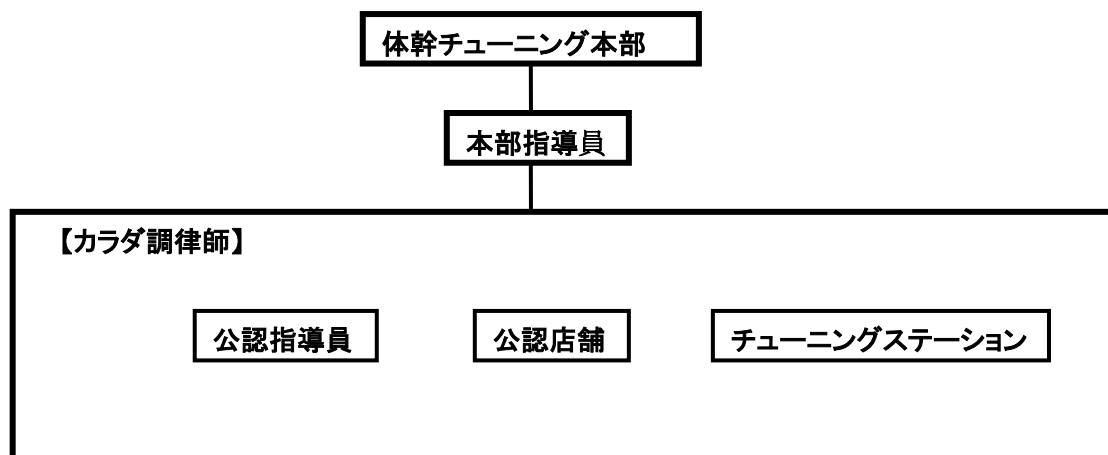 体幹チューニング本部
本部指導員
【カラダ調律師】
公認指導員 公認店舗 チューニングステーション